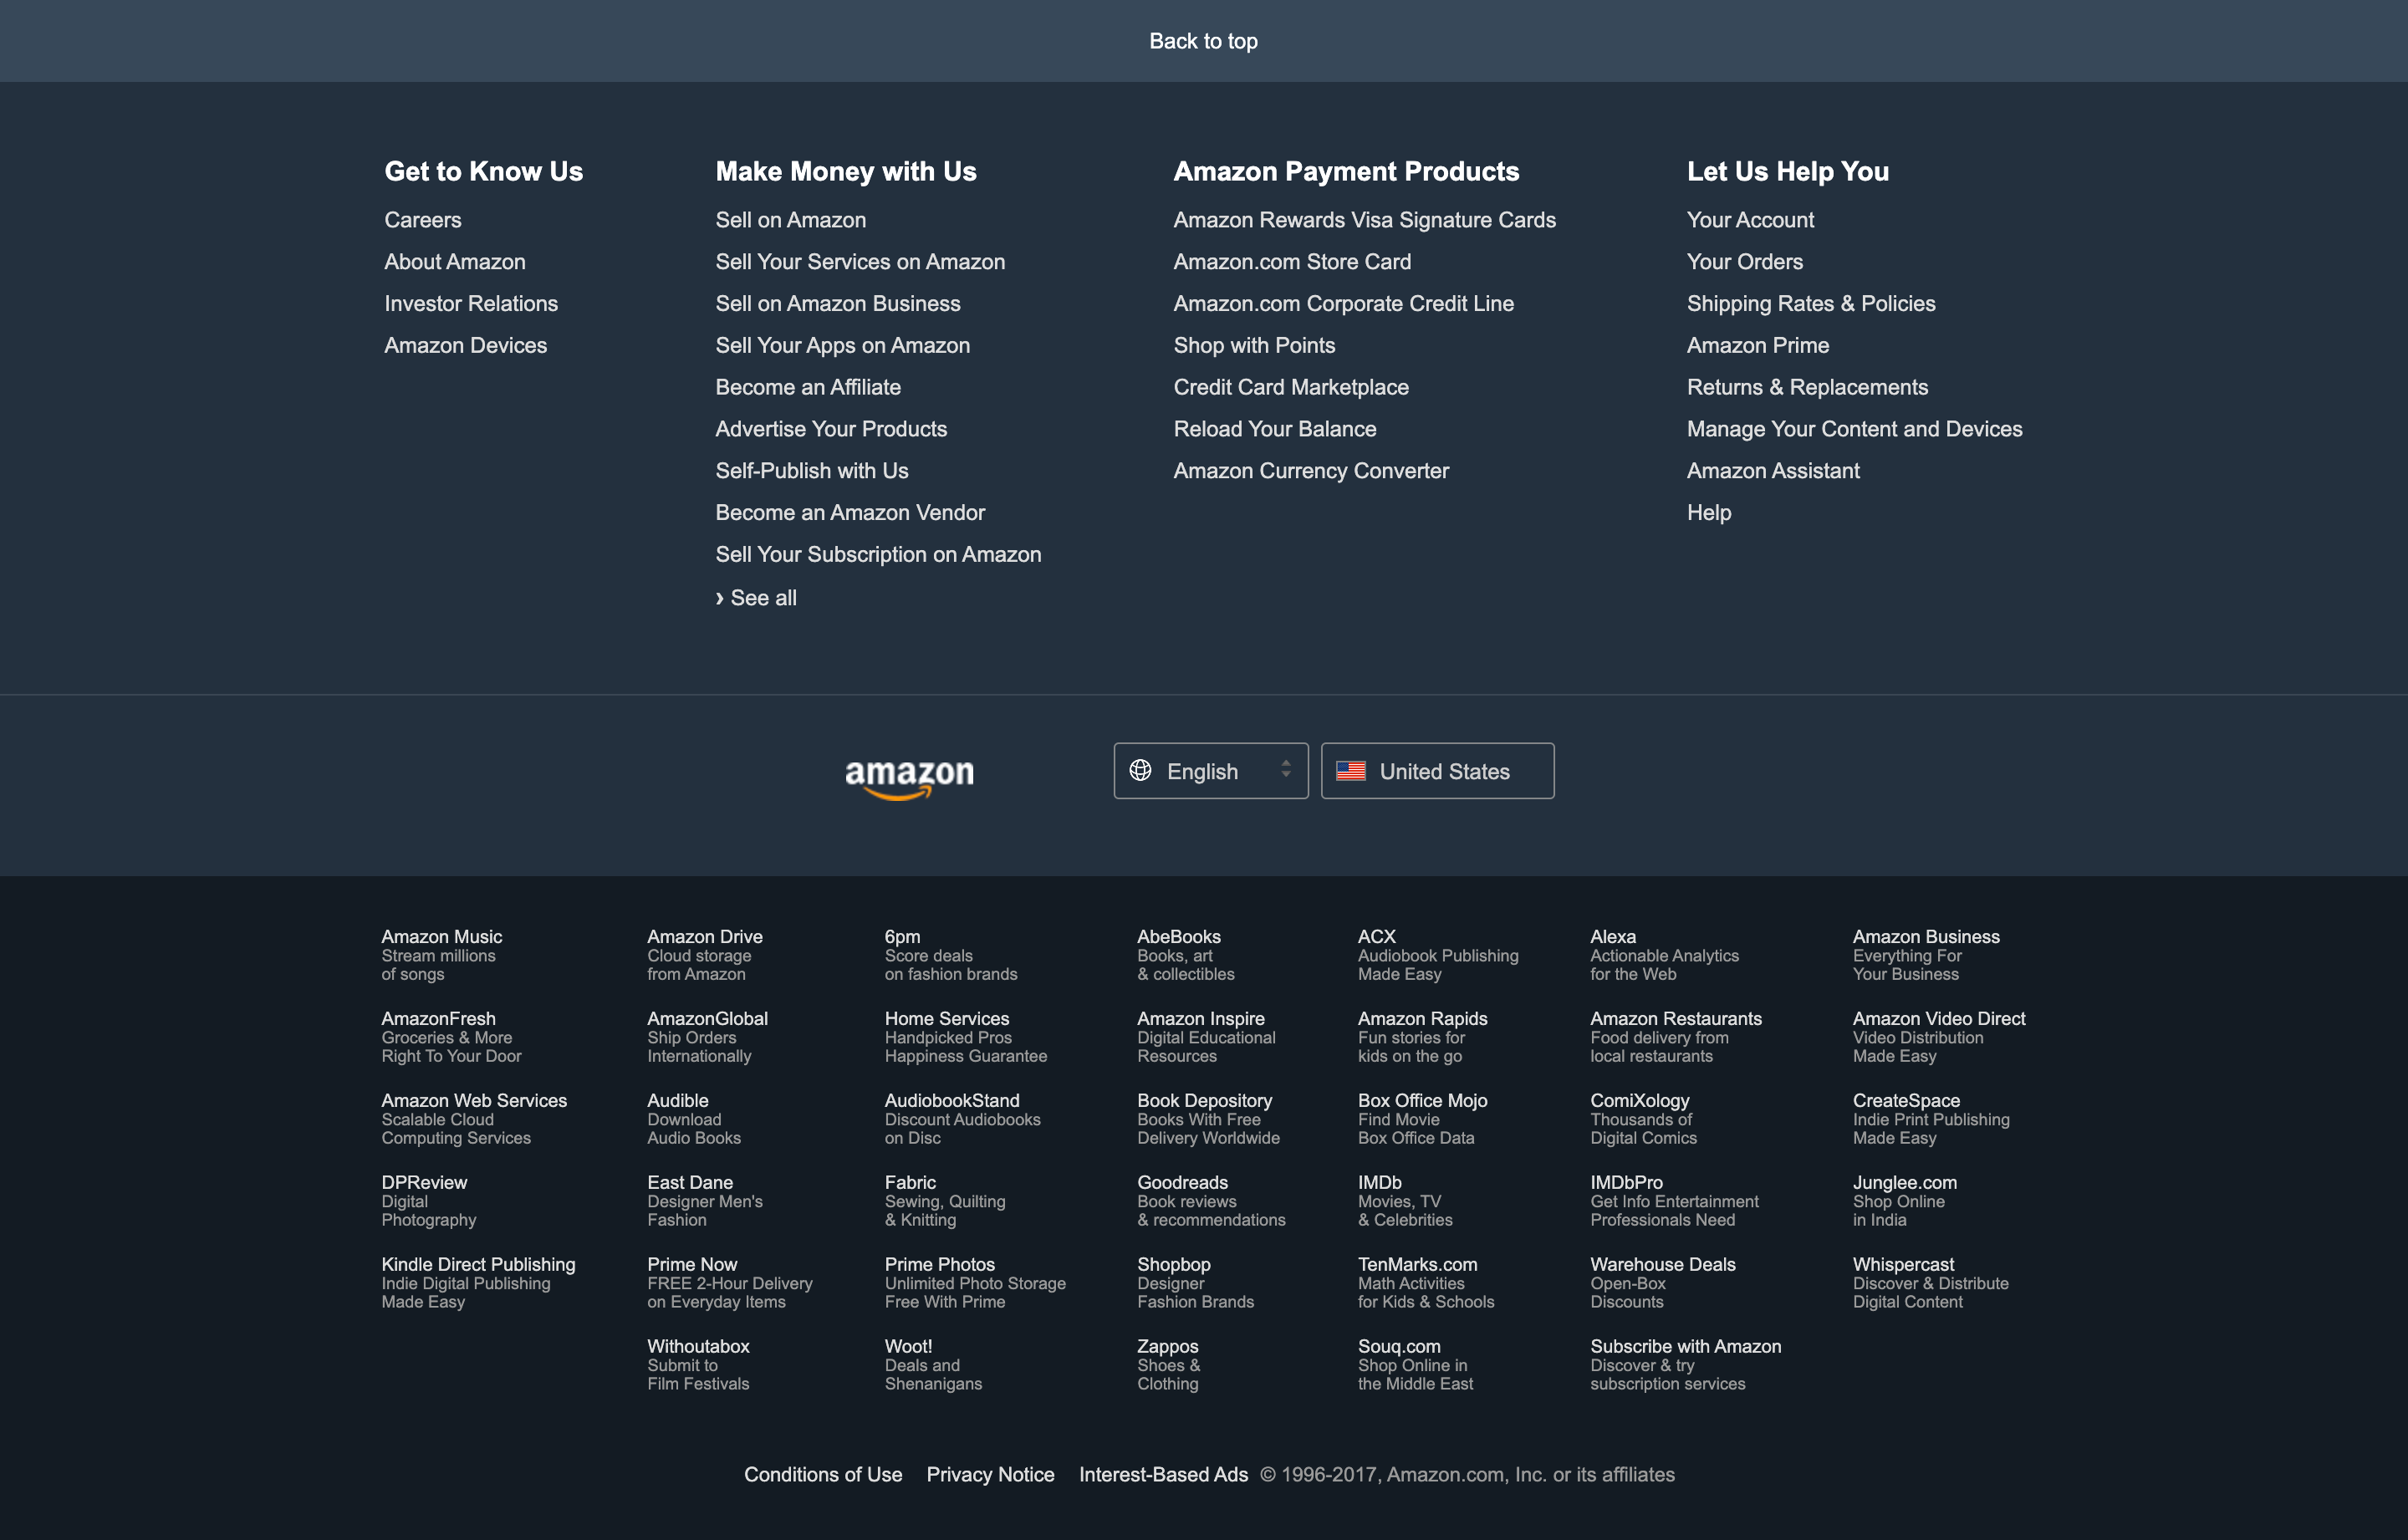 Back to top
Get to Know Us
Careers
About Amazon
Investor Relations
Amazon Devices
Make Money with Us
Sell on Amazon
Sell Your Services on Amazon
Sell on Amazon Business
Sell Your Apps on Amazon
Become an Affiliate
Advertise Your Products
Self-Publish with Us
Become an Amazon Vendor
Sell Your Subscription on Amazon
› See all
Amazon Payment Products
Amazon Rewards Visa Signature Cards
Amazon.com Store Card
Amazon.com Corporate Credit Line
Shop with Points
Credit Card Marketplace
Reload Your Balance
Amazon Currency Converter
Let Us Help You
Your Account
Your Orders
Shipping Rates & Policies
Amazon Prime
Returns & Replacements
Manage Your Content and Devices
Amazon Assistant
Help
amazon
English
United States
Amazon Music
Stream millions
of songs
Amazon Drive
Cloud storage
from Amazon
6pm
Score deals
on fashion brands
AbeBooks
Books, art
& collectibles
ACX
Audiobook Publishing
Made Easy
Alexa
Actionable Analytics
for the Web
Amazon Business
Everything For
Your Business
AmazonFresh
Groceries & More
Right To Your Door
AmazonGlobal
Ship Orders
Internationally
Home Services
Handpicked Pros
Happiness Guarantee
Amazon Inspire
Digital Educational
Resources
Amazon Rapids
Fun stories for
kids on the go
Amazon Restaurants
Food delivery from
local restaurants
Amazon Video Direct
Video Distribution
Made Easy
Amazon Web Services
Scalable Cloud
Computing Services
Audible
Download
Audio Books
AudiobookStand
Discount Audiobooks
on Disc
Book Depository
Books With Free
Delivery Worldwide
Box Office Mojo
Find Movie
Box Office Data
ComiXology
Thousands of
Digital Comics
CreateSpace
Indie Print Publishing
Made Easy
DPReview
Digital
Photography
East Dane
Designer Men's
Fashion
Fabric
Sewing, Quilting
& Knitting
Goodreads
Book reviews
& recommendations
IMDb
Movies, TV
& Celebrities
IMDbPro
Get Info Entertainment
Professionals Need
Junglee.com
Shop Online
in India
Kindle Direct Publishing
Indie Digital Publishing
Made Easy
Prime Now
FREE 2-Hour Delivery
on Everyday Items
Prime Photos
Unlimited Photo Storage
Free With Prime
Shopbop
Designer
Fashion Brands
TenMarks.com
Math Activities
for Kids & Schools
Warehouse Deals
Open-Box
Discounts
Whispercast
Discover & Distribute
Digital Content
Withoutabox
Submit to
Film Festivals
Woot!
Deals and
Shenanigans
Zappos
Shoes &
Clothing
Souq.com
Shop Online in
the Middle East
Subscribe with Amazon
Discover & try
subscription services
Conditions of Use Privacy Notice Interest-Based Ads © 1996-2017, Amazon.com, Inc. or its affiliates